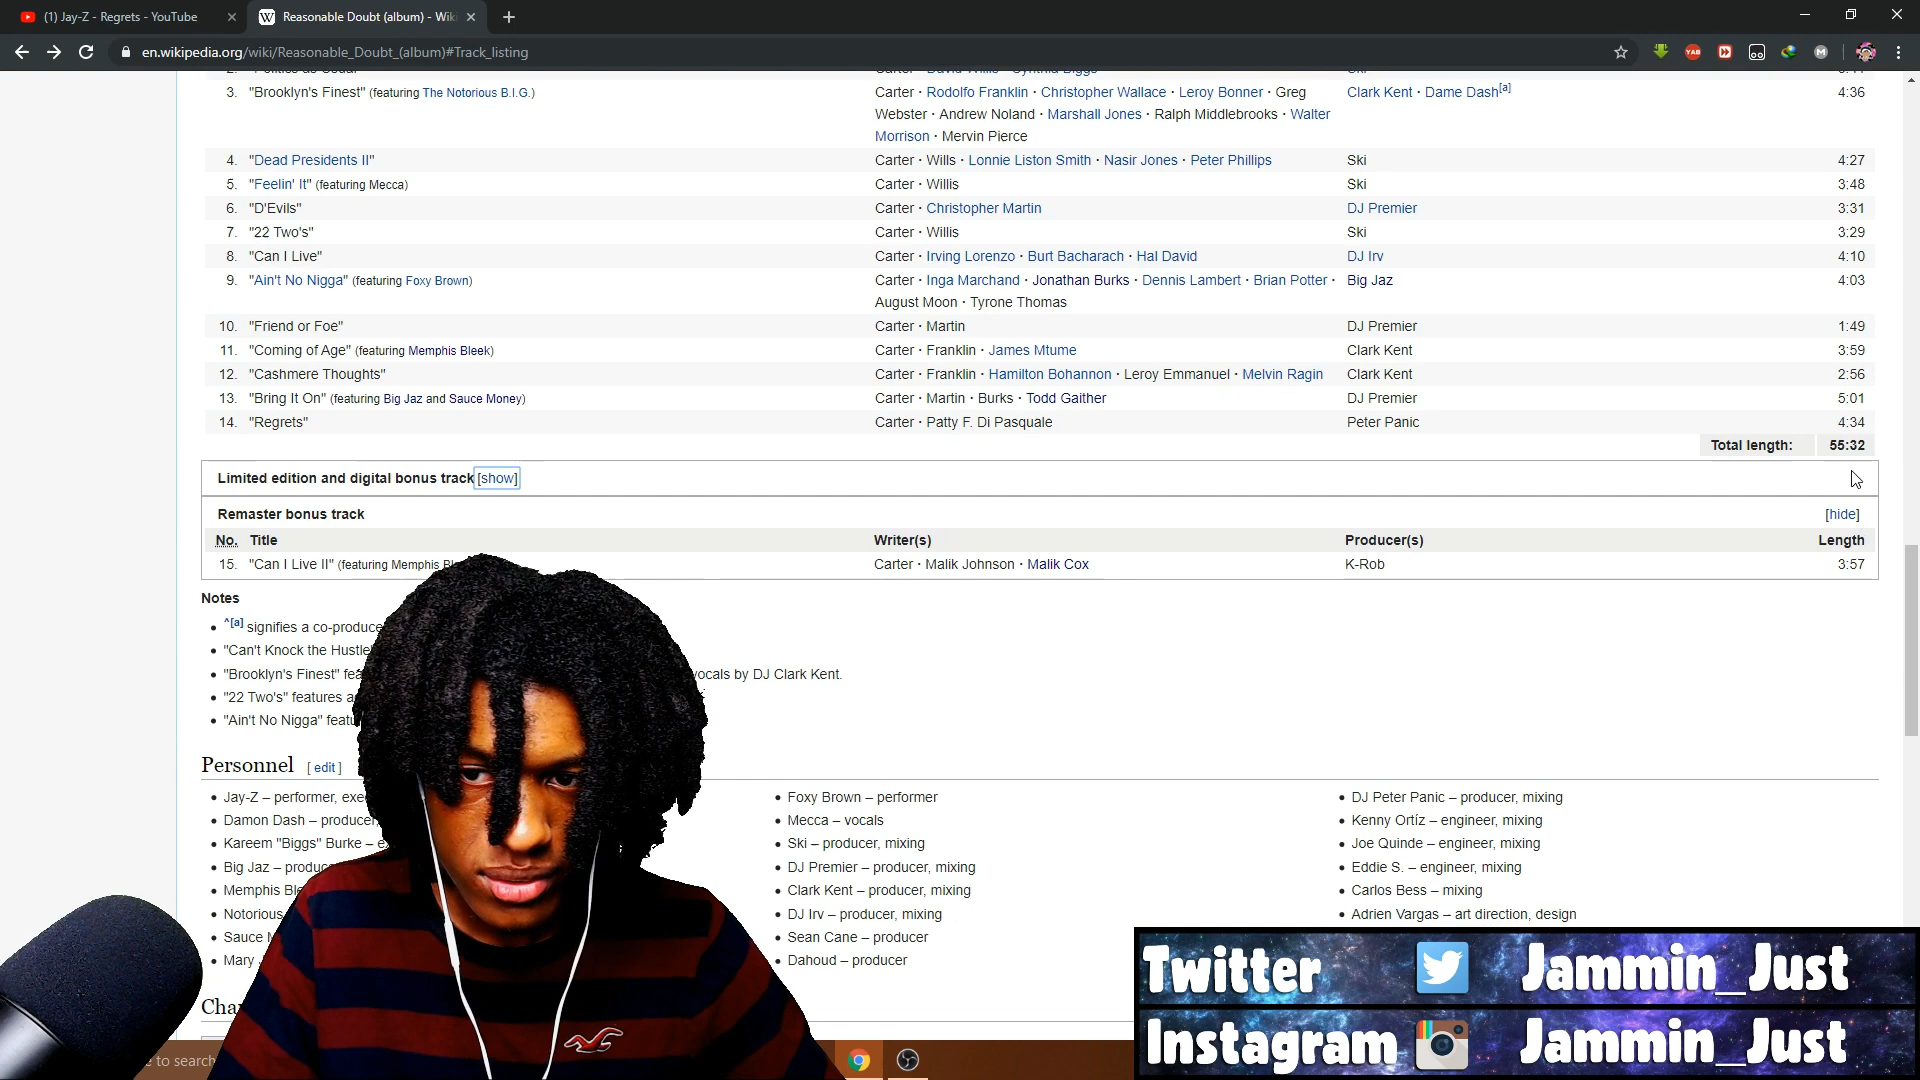 (1) Jay-Z - Regrets - YouTube
Reasonable Doubt (album) - Wiki
en.wikipedia.org/wiki/Reasonable_Doubt_(album)#Track_listing
YAB
M
3. "Brooklyn's Finest" (featuring The Notorious B.I.G.) Carter · Rodolfo Franklin · Christopher Wallace · Leroy Bonner · Greg Clark Kent · Dame Dash[a] 4:36
Webster · Andrew Noland · Marshall Jones · Ralph Middlebrooks · Walter
Morrison · Mervin Pierce
4. "Dead Presidents II" Carter · Wills · Lonnie Liston Smith · Nasir Jones · Peter Phillips Ski 4:27
5. "Feelin' It" (featuring Mecca) Carter · Willis Ski 3:48
6. "D'Evils" Carter · Christopher Martin DJ Premier 3:31
7. "22 Two's" Carter · Willis Ski 3:29
8. "Can I Live" Carter · Irving Lorenzo · Burt Bacharach · Hal David DJ Irv 4:10
9. "Ain't No Nigga" (featuring Foxy Brown) Carter · Inga Marchand · Jonathan Burks · Dennis Lambert · Brian Potter · Big Jaz 4:03
August Moon · Tyrone Thomas
10. "Friend or Foe" Carter · Martin DJ Premier 1:49
11. "Coming of Age" (featuring Memphis Bleek) Carter · Franklin · James Mtume Clark Kent 3:59
12. "Cashmere Thoughts" Carter · Franklin · Hamilton Bohannon · Leroy Emmanuel · Melvin Ragin Clark Kent 2:56
13. "Bring It On" (featuring Big Jaz and Sauce Money) Carter · Martin · Burks · Todd Gaither DJ Premier 5:01
14. "Regrets" Carter · Patty F. Di Pasquale Peter Panic 4:34
Total length: 55:32
Limited edition and digital bonus track [show]
Remaster bonus track [hide]
No. Title Writer(s) Producer(s) Length
15. "Can I Live II" (featuring Memphis Carter · Malik Johnson · Malik Cox K-Rob 3:57
Notes
• ^[a] signifies a co-produce
• "Can't Knock the Hustle
• "Brooklyn's Finest" fea vocals by DJ Clark Kent.
• "22 Two's" features a
• "Ain't No Nigga" featu
Personnel [ edit ]
• Jay-Z – performer, exe • Foxy Brown – performer • DJ Peter Panic – producer, mixing
• Damon Dash – producer, • Mecca – vocals • Kenny Ortíz – engineer, mixing
• Kareem "Biggs" Burke – e • Ski – producer, mixing • Joe Quinde – engineer, mixing
• Big Jaz – produc • DJ Premier – producer, mixing • Eddie S. – engineer, mixing
• Memphis Ble • Clark Kent – producer, mixing • Carlos Bess – mixing
• Notorious • DJ Irv – producer, mixing • Adrien Vargas – art direction, design
• Sauce M • Sean Cane – producer
• Mary • Dahoud – producer
Cha
e to search
Twitter Jammin_Just
Instagram Jammin_Just